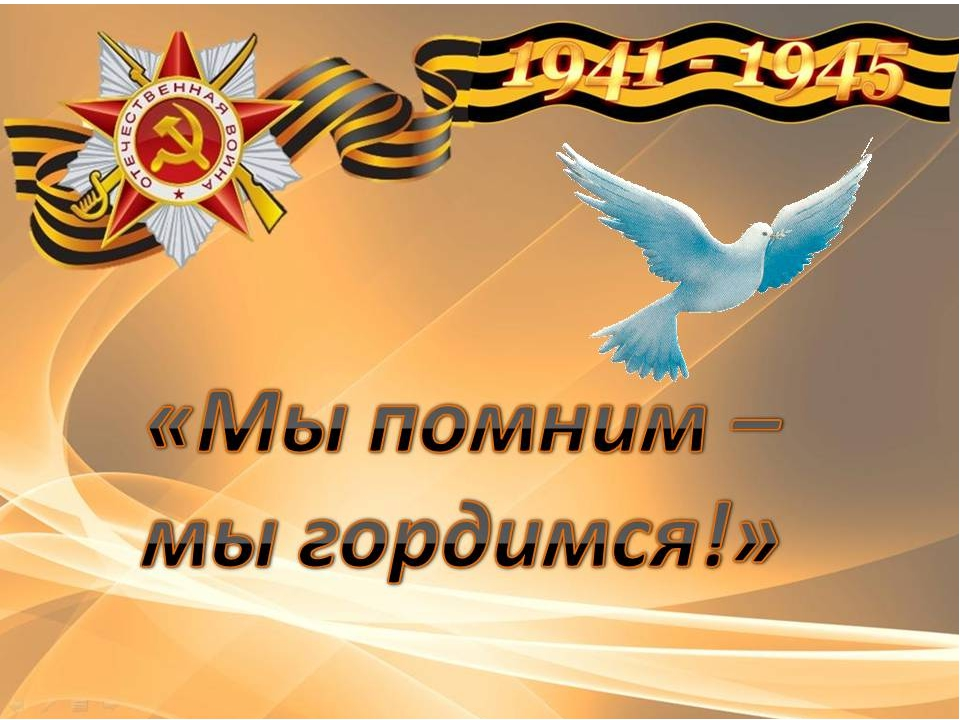 1941 - 1945
ОТЕЧЕСТВЕННАЯ ВОЙНА
«Мы помним –
мы гордимся!»